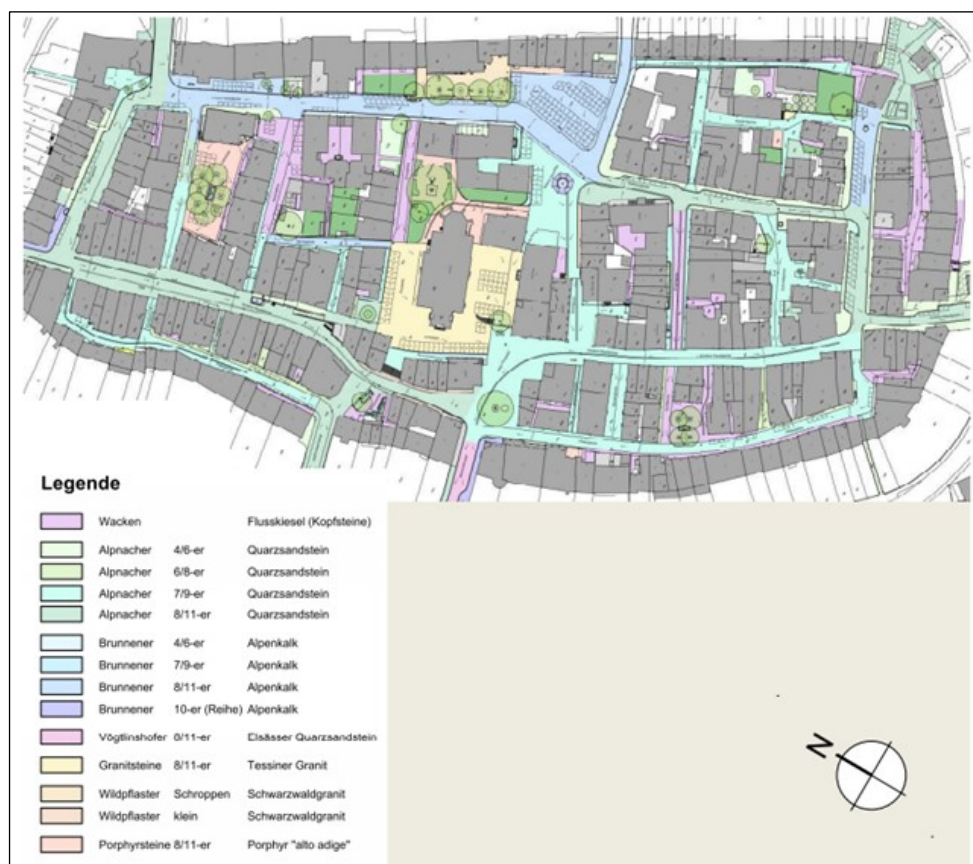 Legende
Wacken Flusskiesel (Kopfsteine)
Alpnacher 4/6-er Quarzsandstein
Alpnacher 6/8-er Quarzsandstein
Alpnacher 7/9-er Quarzsandstein
Alpnacher 8/11-er Quarzsandstein
Brunnener 4/6-er Alpenkalk
Brunnener 7/9-er Alpenkalk
Brunnener 8/11-er Alpenkalk
Brunnener 10-er (Reihe) Alpenkalk
Vögtlinshofer 8/11-er Elsässer Quarzsandstein
Granitsteine 8/11-er Tessiner Granit
Wildpflaster Schroppen Schwarzwaldgranit
Wildpflaster klein Schwarzwaldgranit
Porphyrsteine 8/11-er Porphyr "alto adige"
N